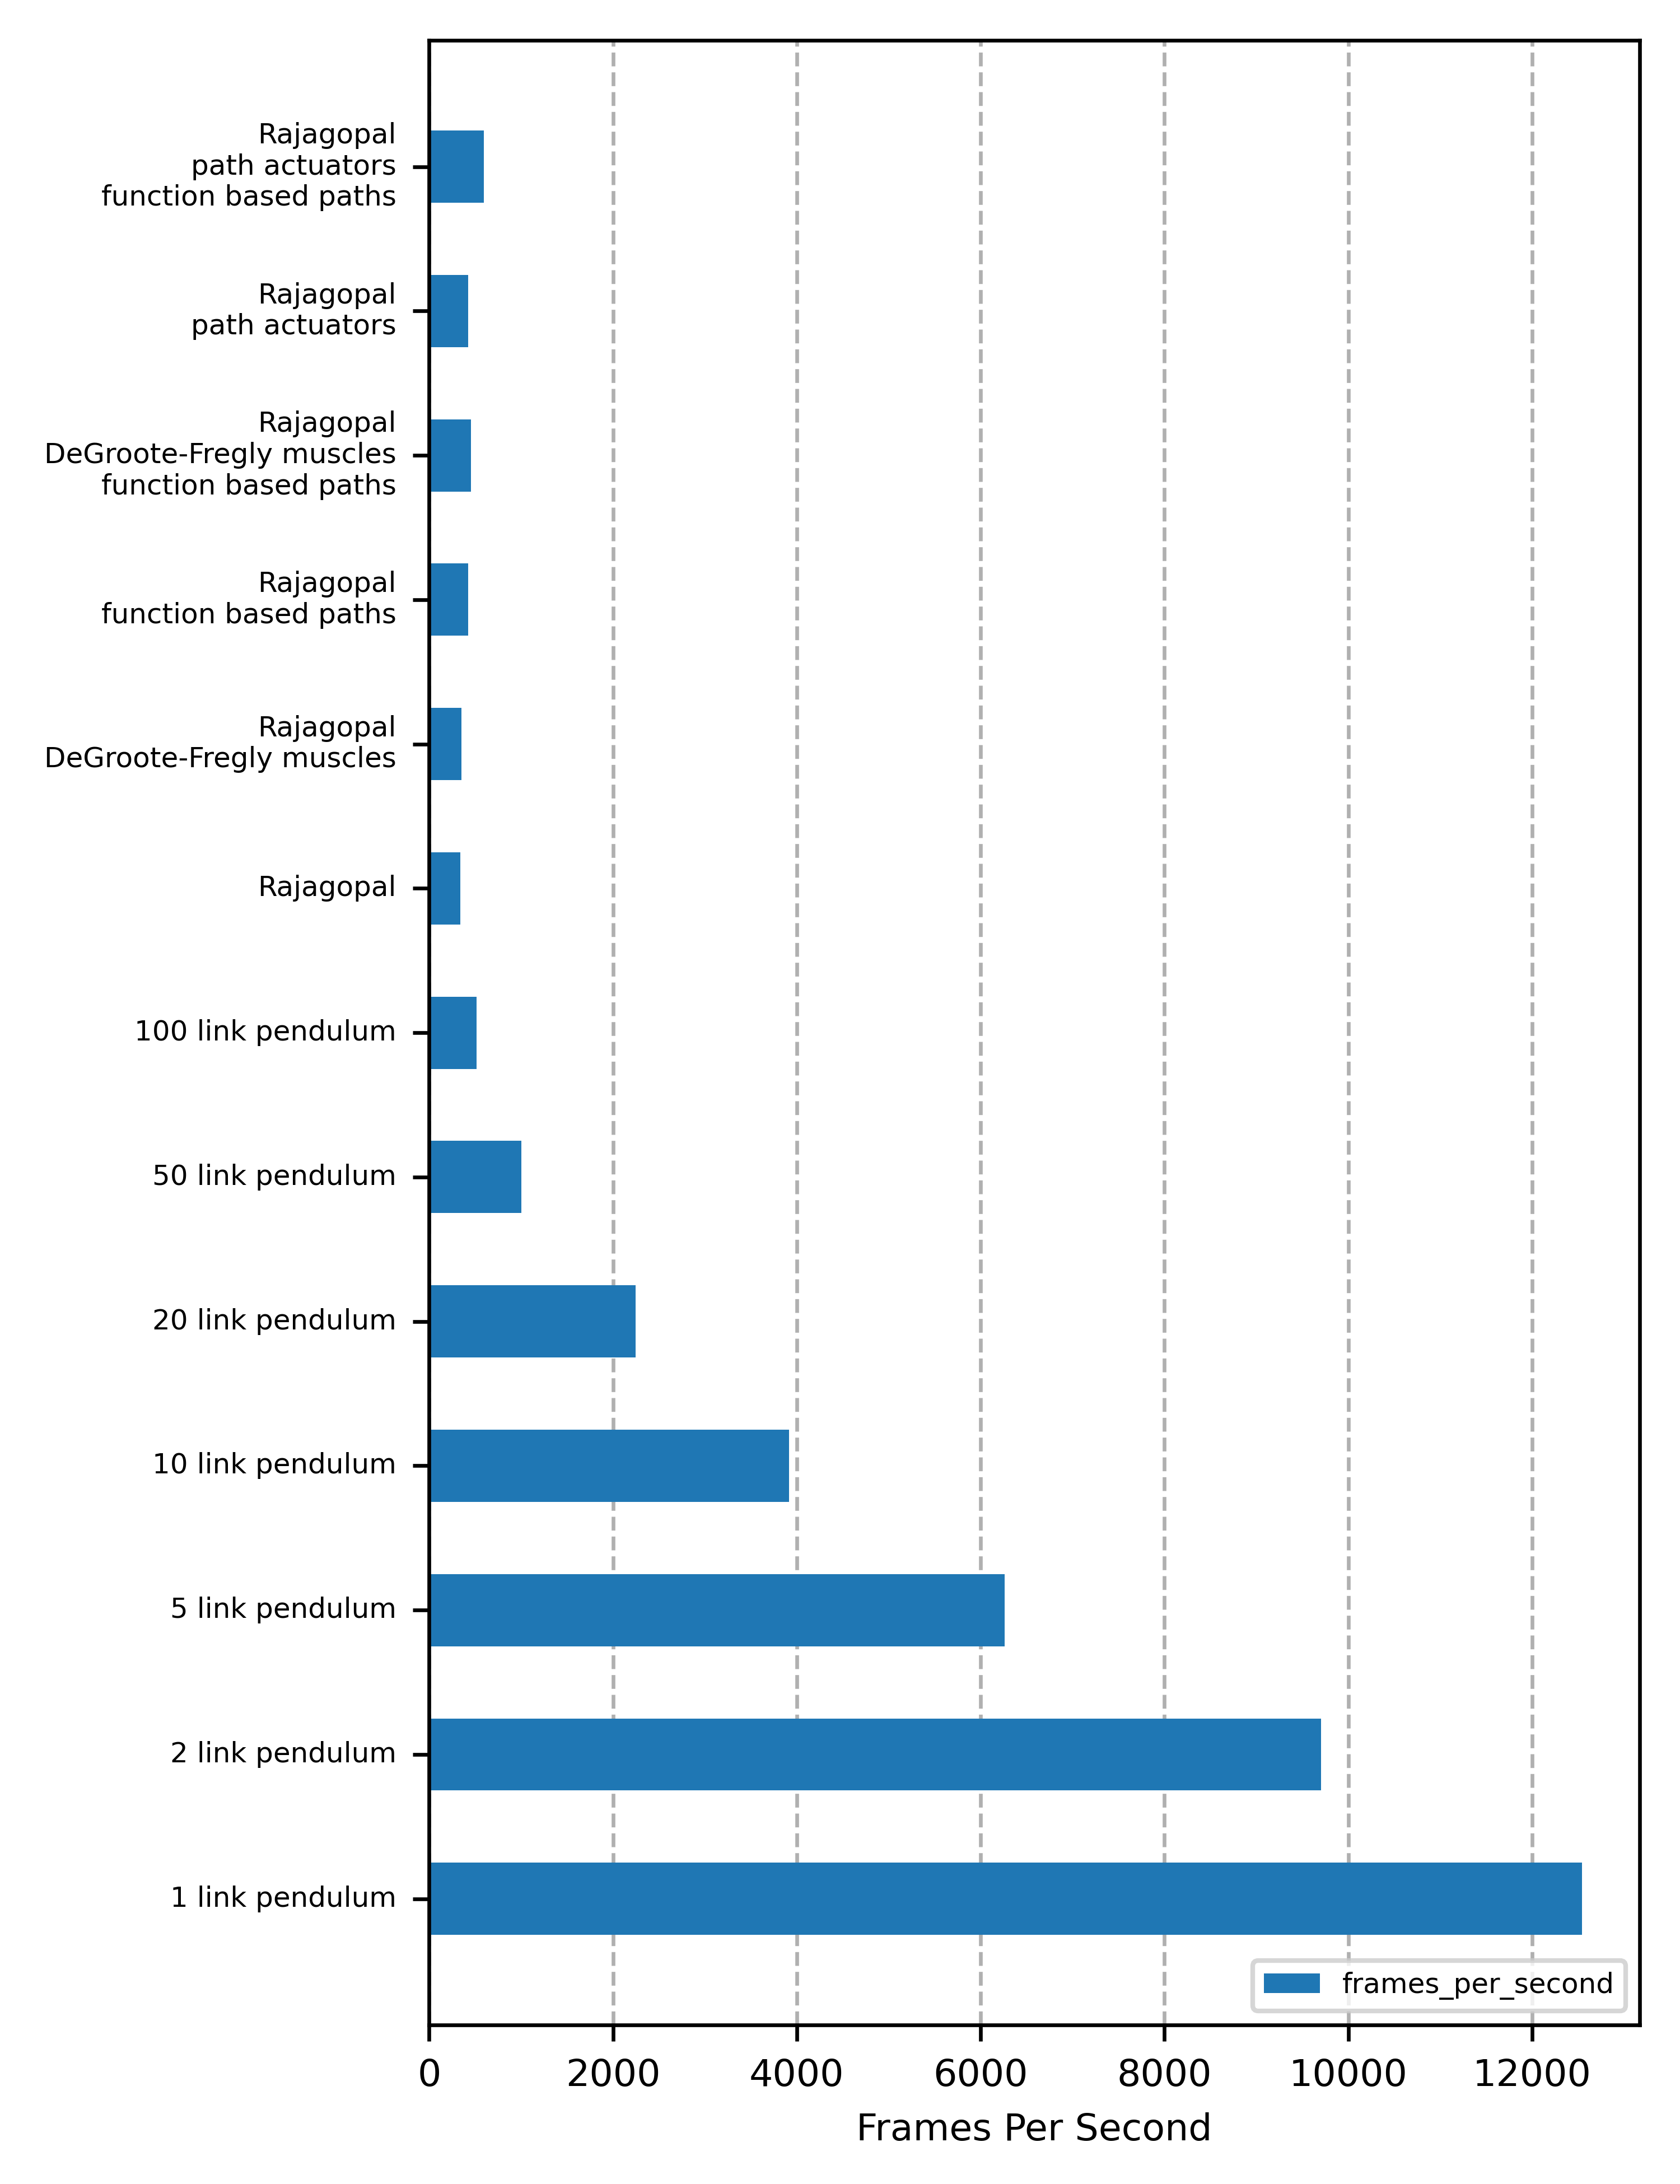 Rajagopal
path actuators
function based paths
Rajagopal
path actuators
Rajagopal
DeGroote-Fregly muscles
function based paths
Rajagopal
function based paths
Rajagopal
DeGroote-Fregly muscles
Rajagopal
100 link pendulum
50 link pendulum
20 link pendulum
10 link pendulum
5 link pendulum
2 link pendulum
1 link pendulum
frames_per_second
0 2000 4000 6000 8000 10000 12000
Frames Per Second